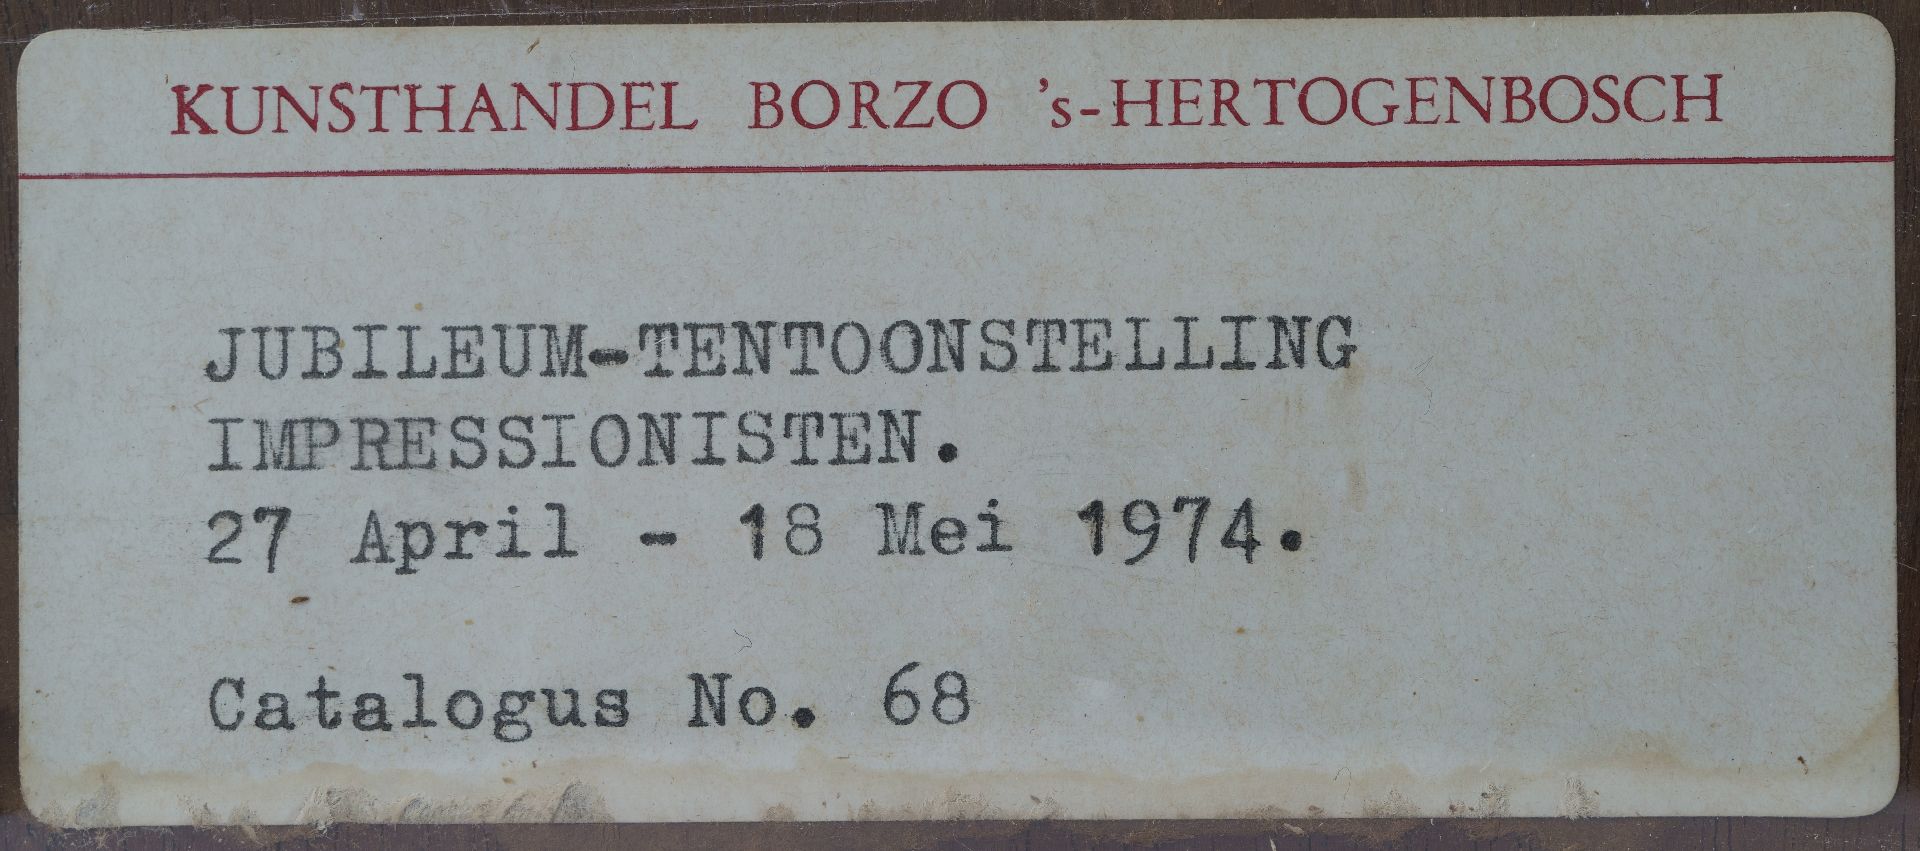 KUNSTHANDEL BORZO 's-HERTOGENBOSCH
JUBILEUM-TENTOONSTELLING
IMPRESSIONISTEN.
27 April - 18 Mei 1974.
Catalogus No. 68